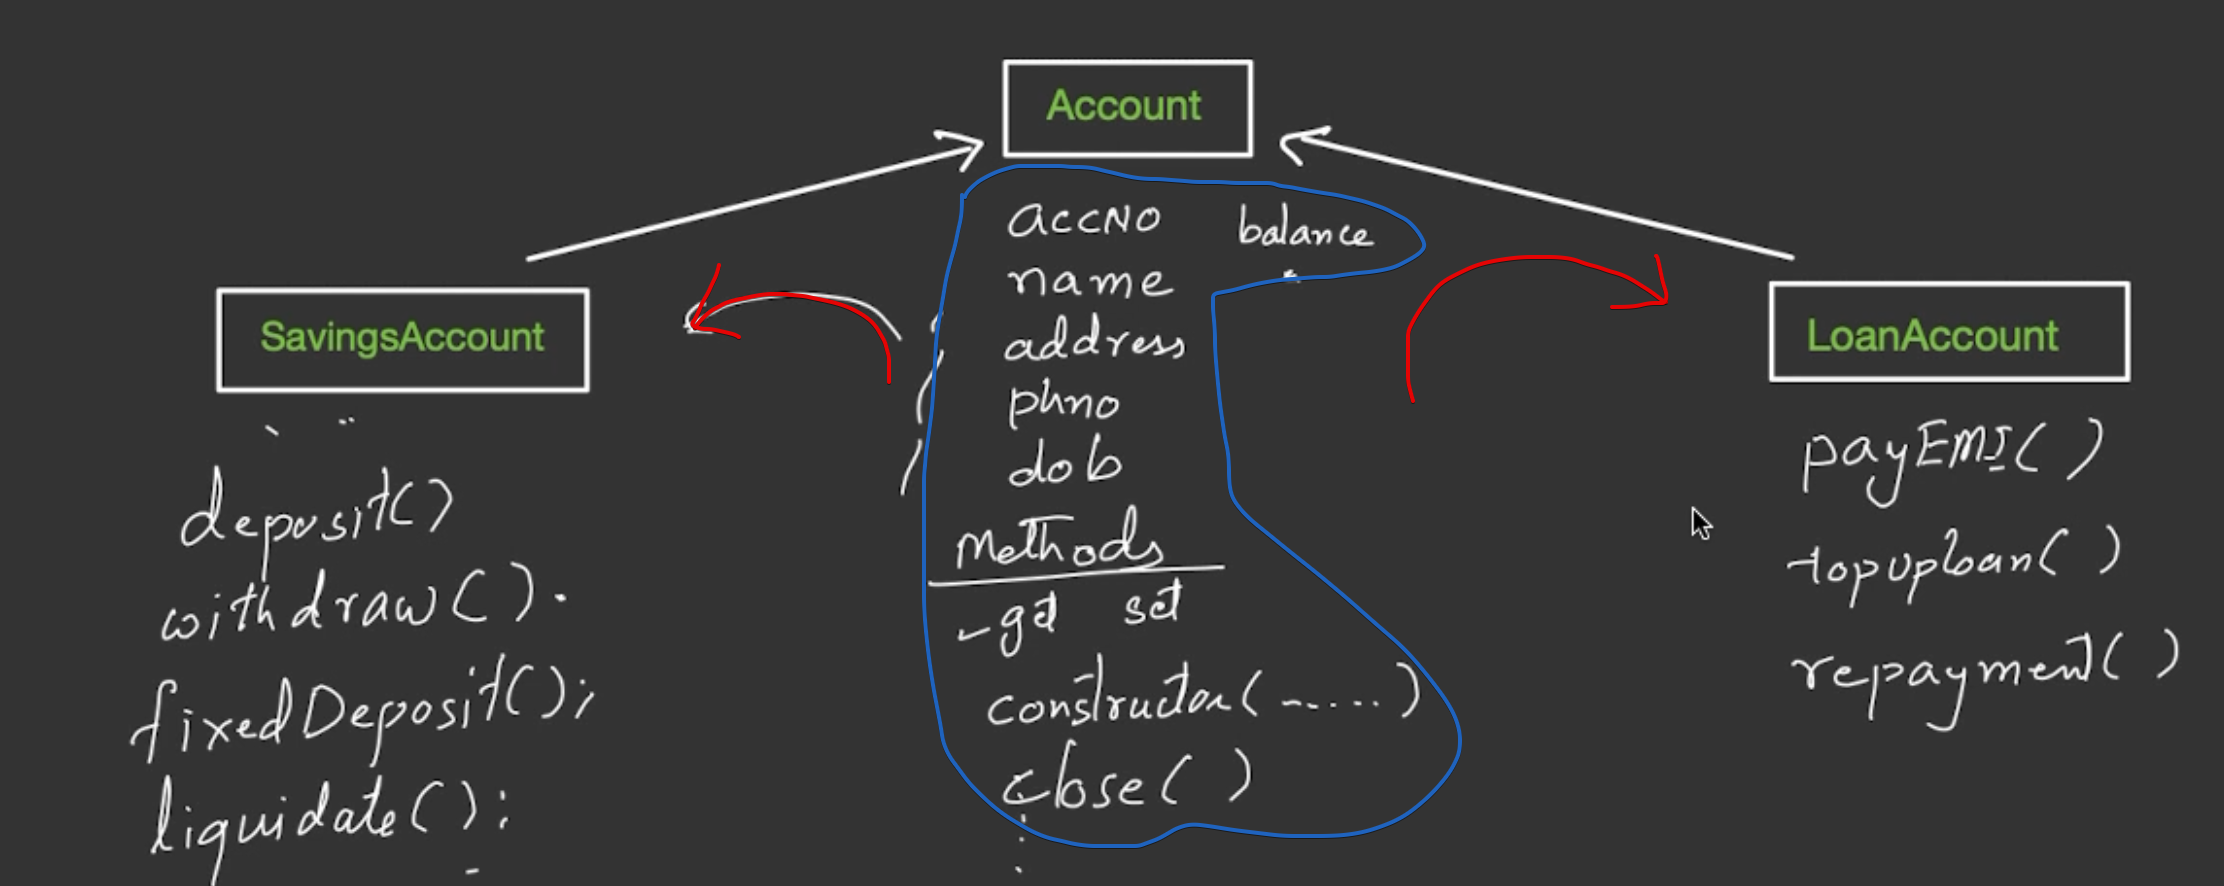 Account
accNO balance
name
address
phno
dob
Methods
get set
constructor(......)
close( )
SavingsAccount
deposit()
withdraw().
fixedDeposit();
liquidate();
LoanAccount
payEMI( )
topuploan( )
repayment( )